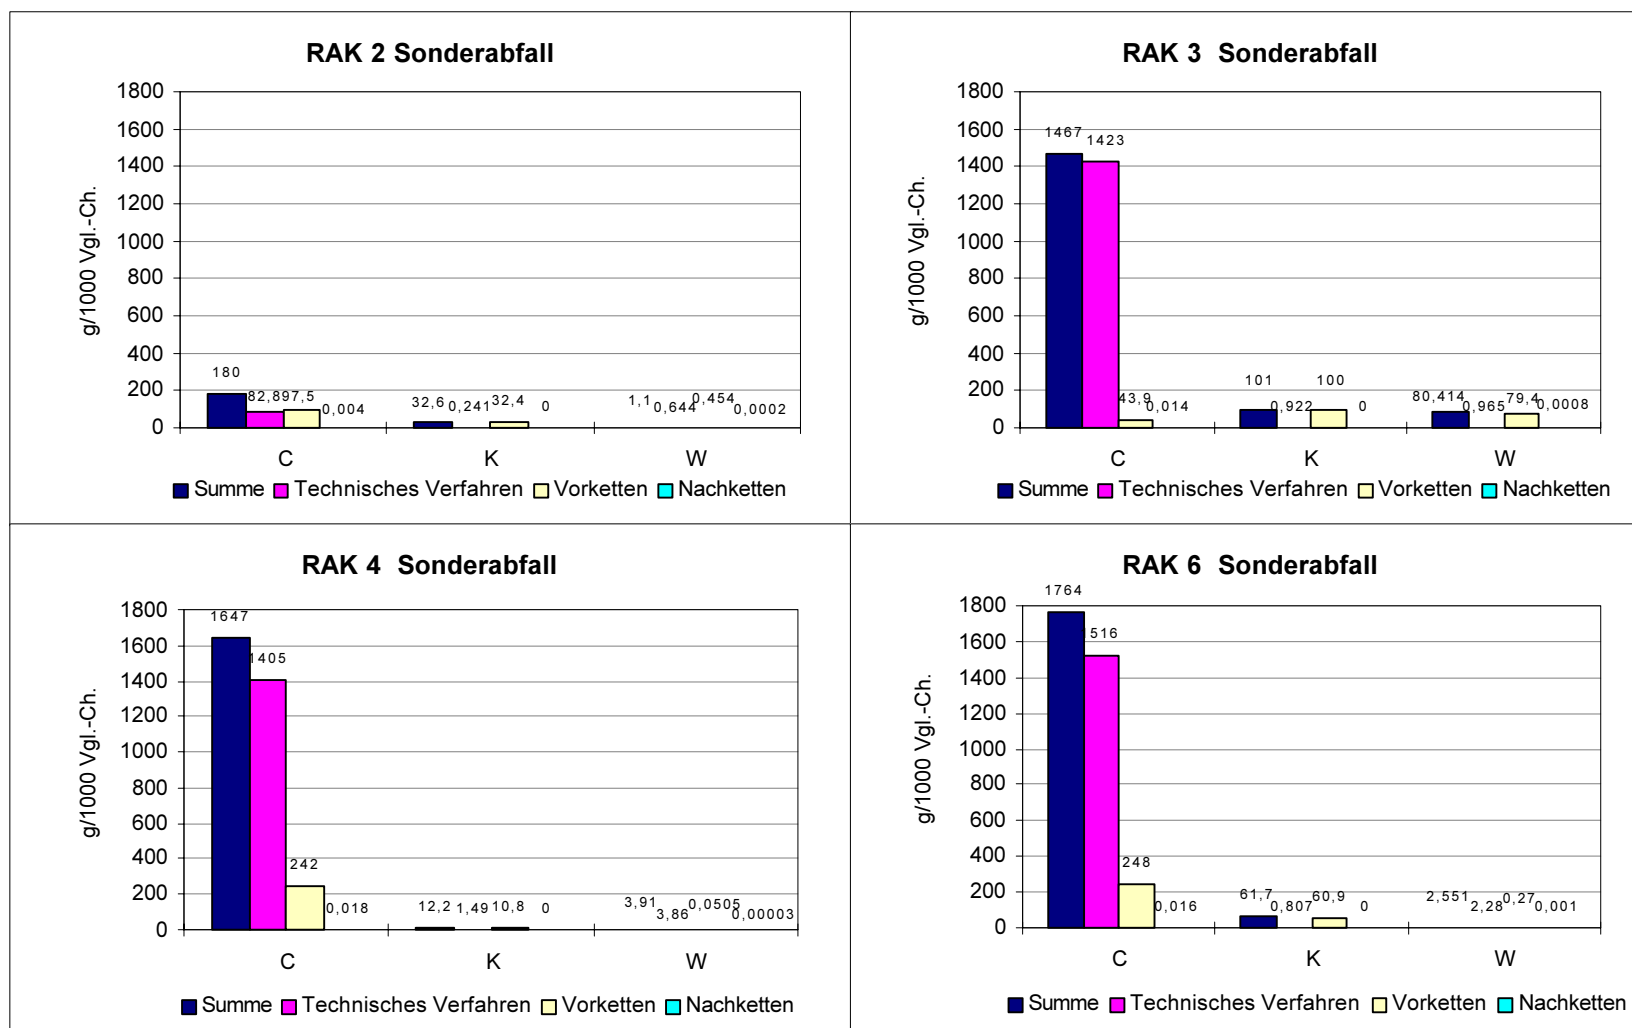 RAK 2 Sonderabfall
g/1000 Vgl.-Ch.
1800
1600
1400
1200
1000
800
600
400
200
0
180 82,8 97,5 0,004
32,6 0,241 32,4 0
1,1 0,644 0,454 0,0002
C K W
Summe Technisches Verfahren Vorketten Nachketten
RAK 3 Sonderabfall
g/1000 Vgl.-Ch.
1800
1600
1400
1200
1000
800
600
400
200
0
1467 1423 43,9 0,014
101 0,922 100 0
80,414 0,965 79,4 0,0008
C K W
Summe Technisches Verfahren Vorketten Nachketten
RAK 4 Sonderabfall
g/1000 Vgl.-Ch.
1800
1600
1400
1200
1000
800
600
400
200
0
1647 1405 242 0,018
12,2 1,49 10,8 0
3,91 3,86 0,0505 0,00003
C K W
Summe Technisches Verfahren Vorketten Nachketten
RAK 6 Sonderabfall
g/1000 Vgl.-Ch.
1800
1600
1400
1200
1000
800
600
400
200
0
1764 1516 248 0,016
61,7 0,807 60,9 0
2,551 2,28 0,27 0,001
C K W
Summe Technisches Verfahren Vorketten Nachketten